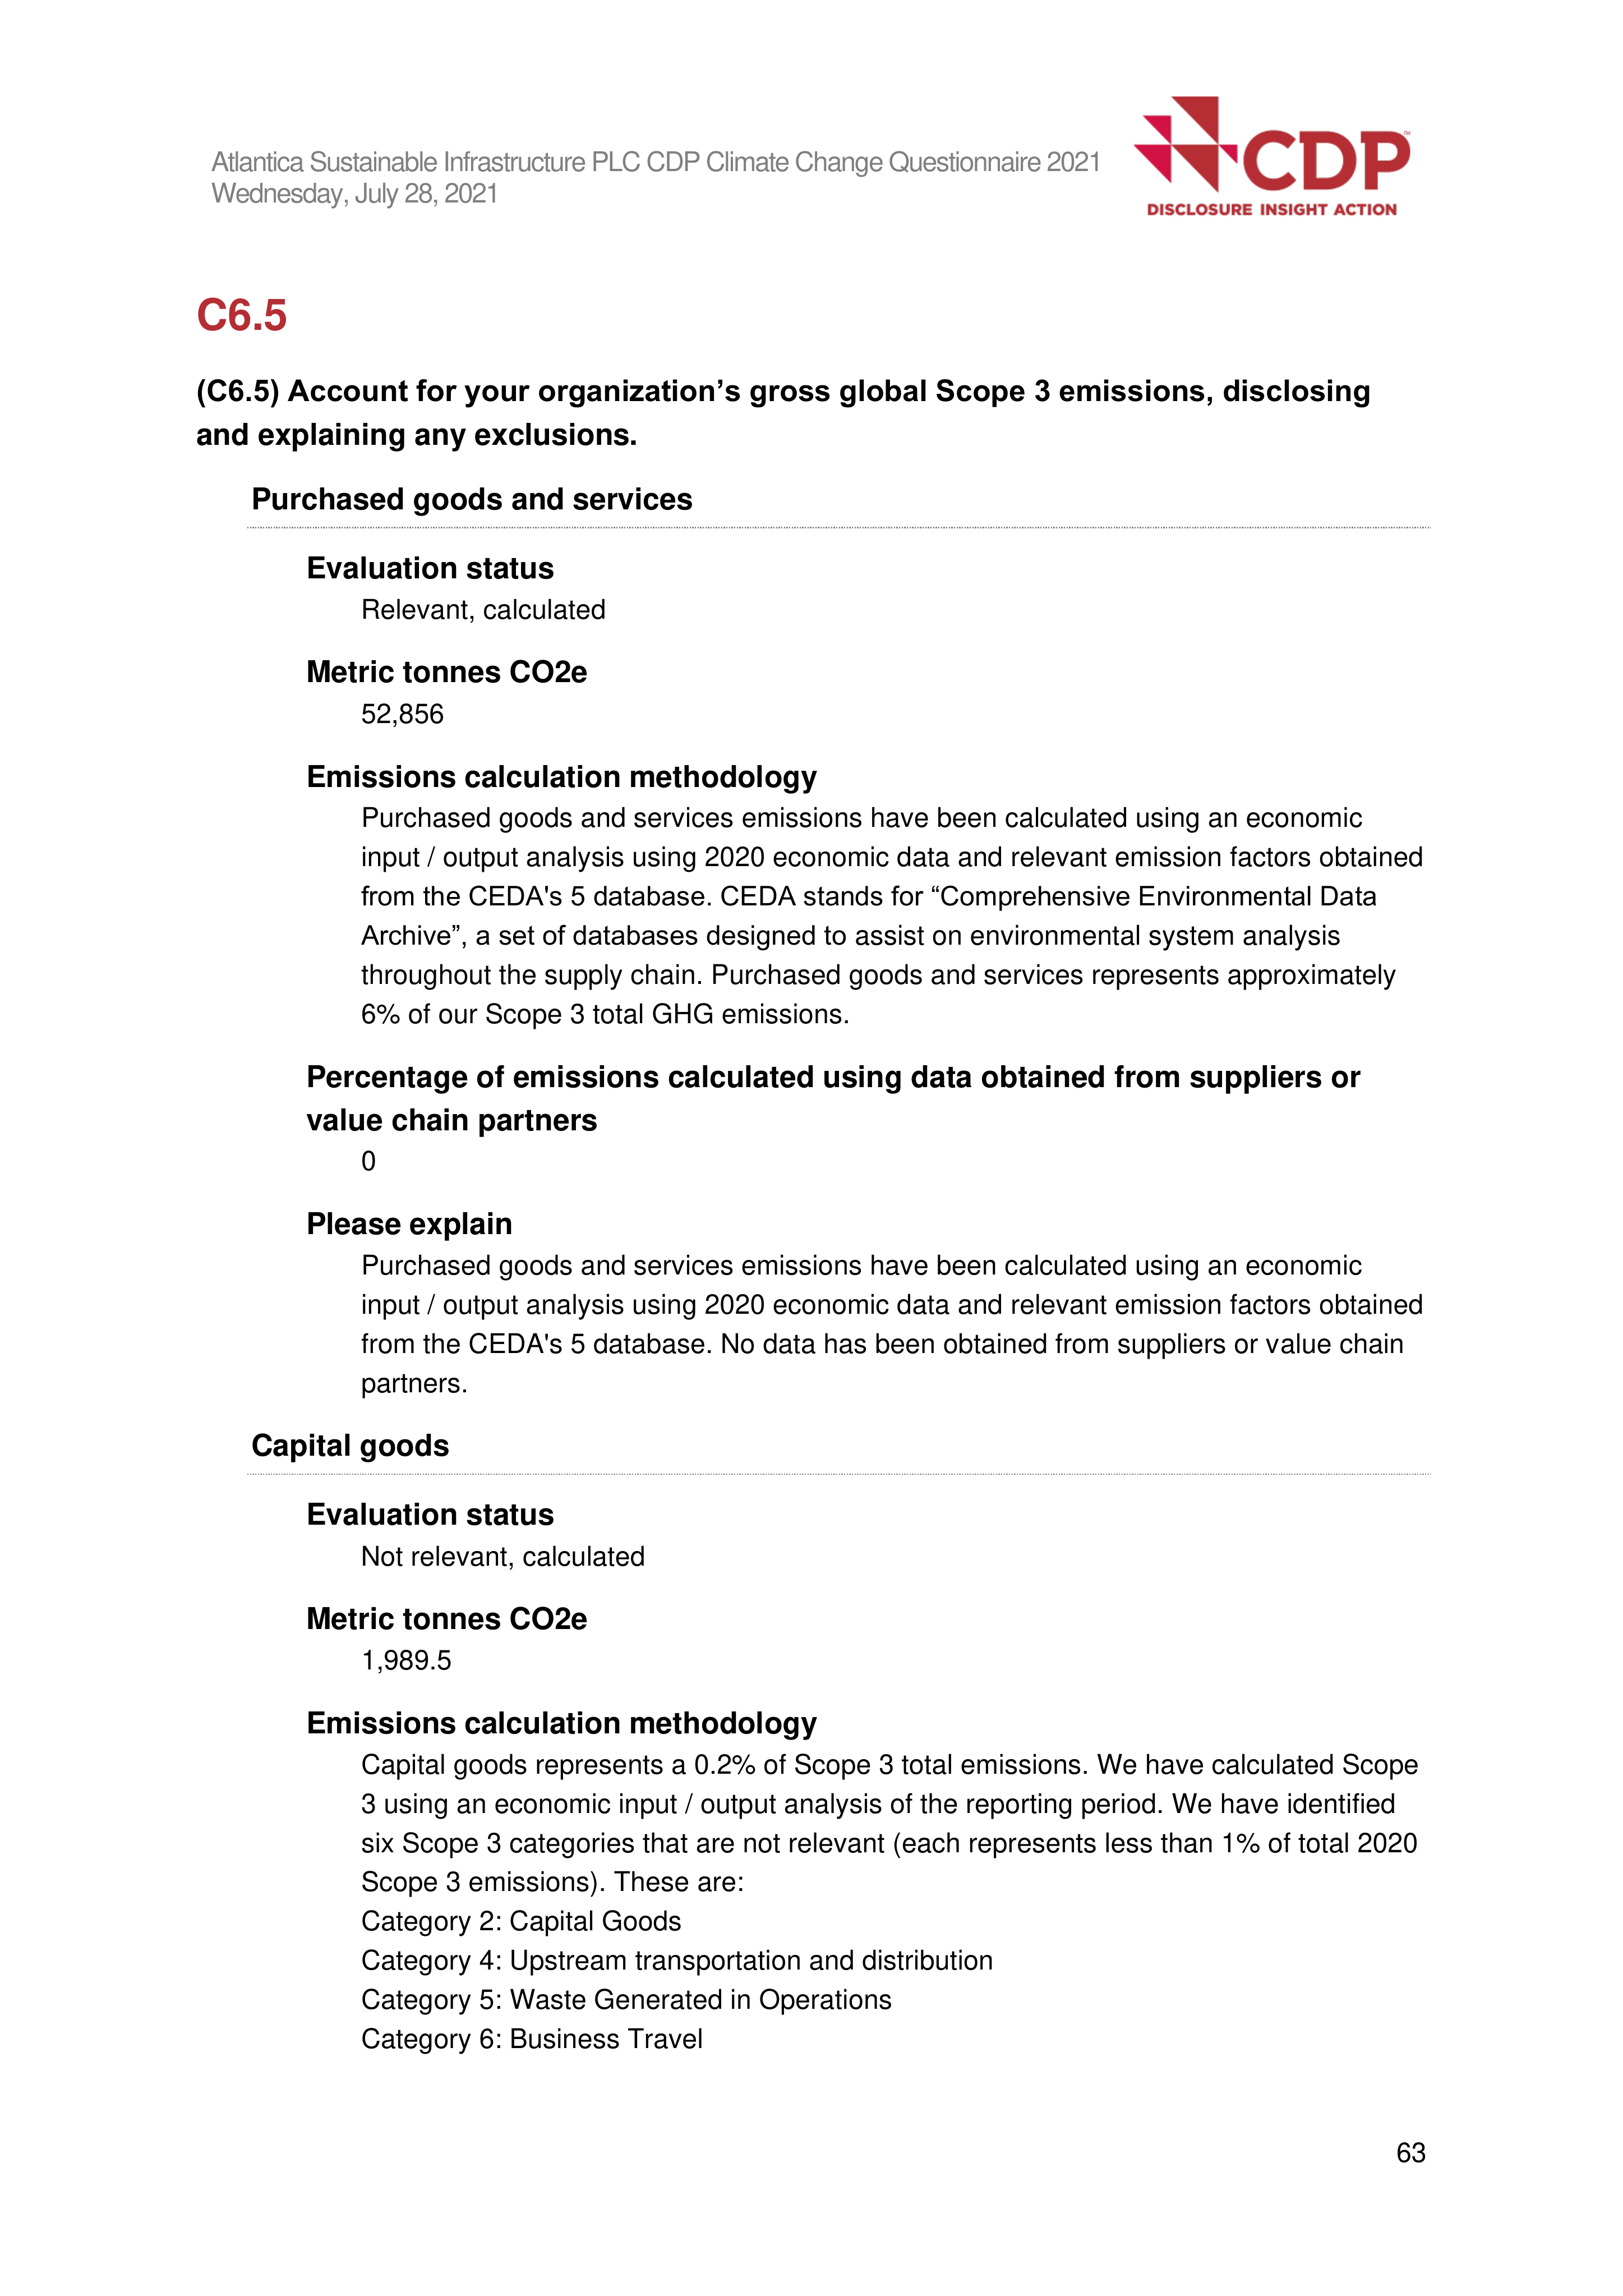 Atlantica Sustainable Infrastructure PLC CDP Climate Change Questionnaire 2021
Wednesday, July 28, 2021
CDP™
DISCLOSURE INSIGHT ACTION
C6.5
(C6.5) Account for your organization’s gross global Scope 3 emissions, disclosing
and explaining any exclusions.
Purchased goods and services
Evaluation status
Relevant, calculated
Metric tonnes CO2e
52,856
Emissions calculation methodology
Purchased goods and services emissions have been calculated using an economic
input / output analysis using 2020 economic data and relevant emission factors obtained
from the CEDA's 5 database. CEDA stands for “Comprehensive Environmental Data
Archive”, a set of databases designed to assist on environmental system analysis
throughout the supply chain. Purchased goods and services represents approximately
6% of our Scope 3 total GHG emissions.
Percentage of emissions calculated using data obtained from suppliers or
value chain partners
0
Please explain
Purchased goods and services emissions have been calculated using an economic
input / output analysis using 2020 economic data and relevant emission factors obtained
from the CEDA's 5 database. No data has been obtained from suppliers or value chain
partners.
Capital goods
Evaluation status
Not relevant, calculated
Metric tonnes CO2e
1,989.5
Emissions calculation methodology
Capital goods represents a 0.2% of Scope 3 total emissions. We have calculated Scope
3 using an economic input / output analysis of the reporting period. We have identified
six Scope 3 categories that are not relevant (each represents less than 1% of total 2020
Scope 3 emissions). These are:
Category 2: Capital Goods
Category 4: Upstream transportation and distribution
Category 5: Waste Generated in Operations
Category 6: Business Travel
63